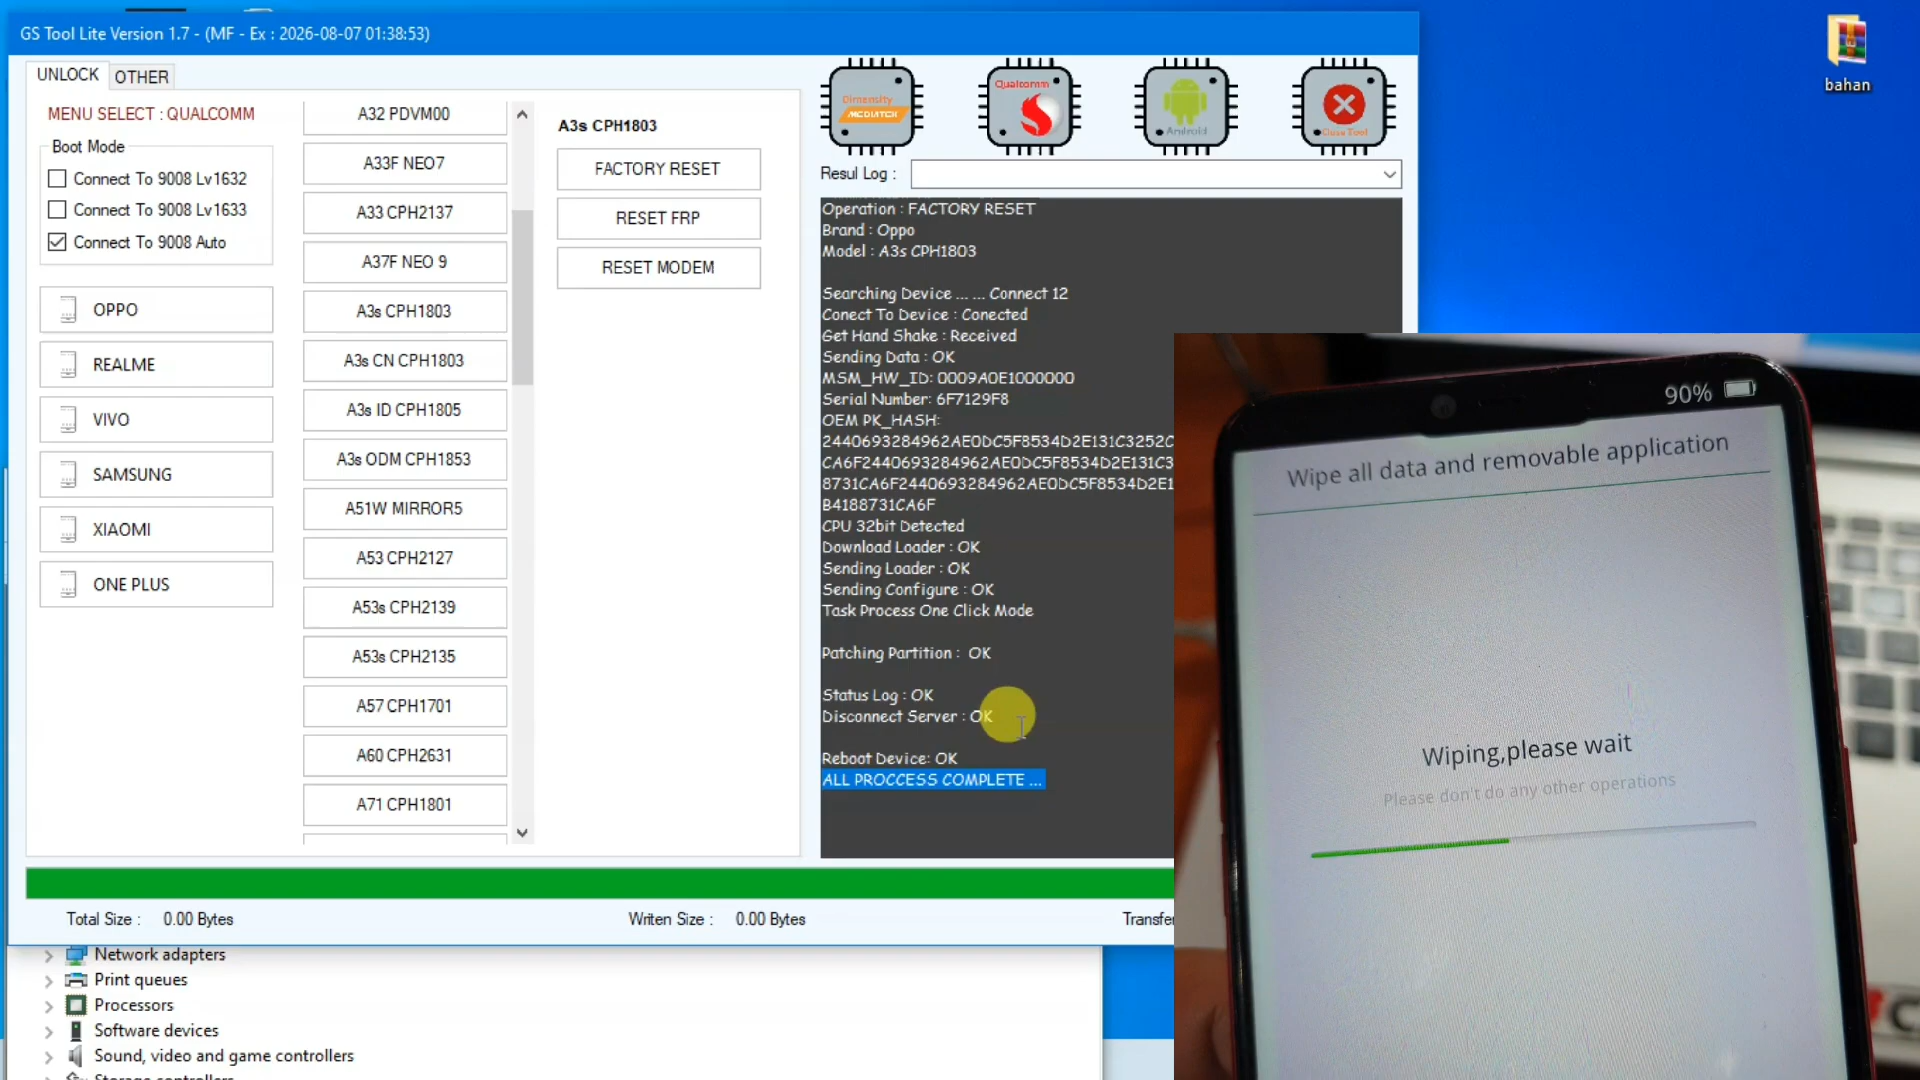 GS Tool Lite Version 1.7 - (MF - Ex : 2026-08-07 01:38:53)
UNLOCK
OTHER
MENU SELECT : QUALCOMM
Boot Mode
Connect To 9008 Lv1632
Connect To 9008 Lv1633
Connect To 9008 Auto
OPPO
REALME
VIVO
SAMSUNG
XIAOMI
ONE PLUS
A32 PDVM00
A33F NEO7
A33 CPH2137
A37F NEO 9
A3s CPH1803
A3s CN CPH1803
A3s ID CPH1805
A3s ODM CPH1853
A51W MIRROR5
A53 CPH2127
A53s CPH2139
A53s CPH2135
A57 CPH1701
A60 CPH2631
A71 CPH1801
A3s CPH1803
FACTORY RESET
RESET FRP
RESET MODEM
Dimensity
MEDIATEK
Qualcomm
Android
Close Tool
Resul Log :
Operation : FACTORY RESET
Brand : Oppo
Model : A3s CPH1803
Searching Device ... ... Connect 12
Conect To Device : Conected
Get Hand Shake : Received
Sending Data : OK
MSM_HW_ID: 0009A0E1000000
Serial Number: 6F7129F8
OEM PK_HASH:
2440693284962AE0DC5F8534D2E131C3252C
CA6F2440693284962AE0DC5F8534D2E131C3
8731CA6F2440693284962AE0DC5F8534D2E1
B4188731CA6F
CPU 32bit Detected
Download Loader : OK
Sending Loader : OK
Sending Configure : OK
Task Process One Click Mode
Patching Partition :  OK
Status Log : OK
Disconnect Server : OK
Reboot Device: OK
ALL PROCCESS COMPLETE ...
Total Size :
0.00 Bytes
Writen Size :
0.00 Bytes
Transfer
Network adapters
Print queues
Processors
Software devices
Sound, video and game controllers
Storage controllers
bahan
90%
Wipe all data and removable application
Wiping,please wait
Please don't do any other operations